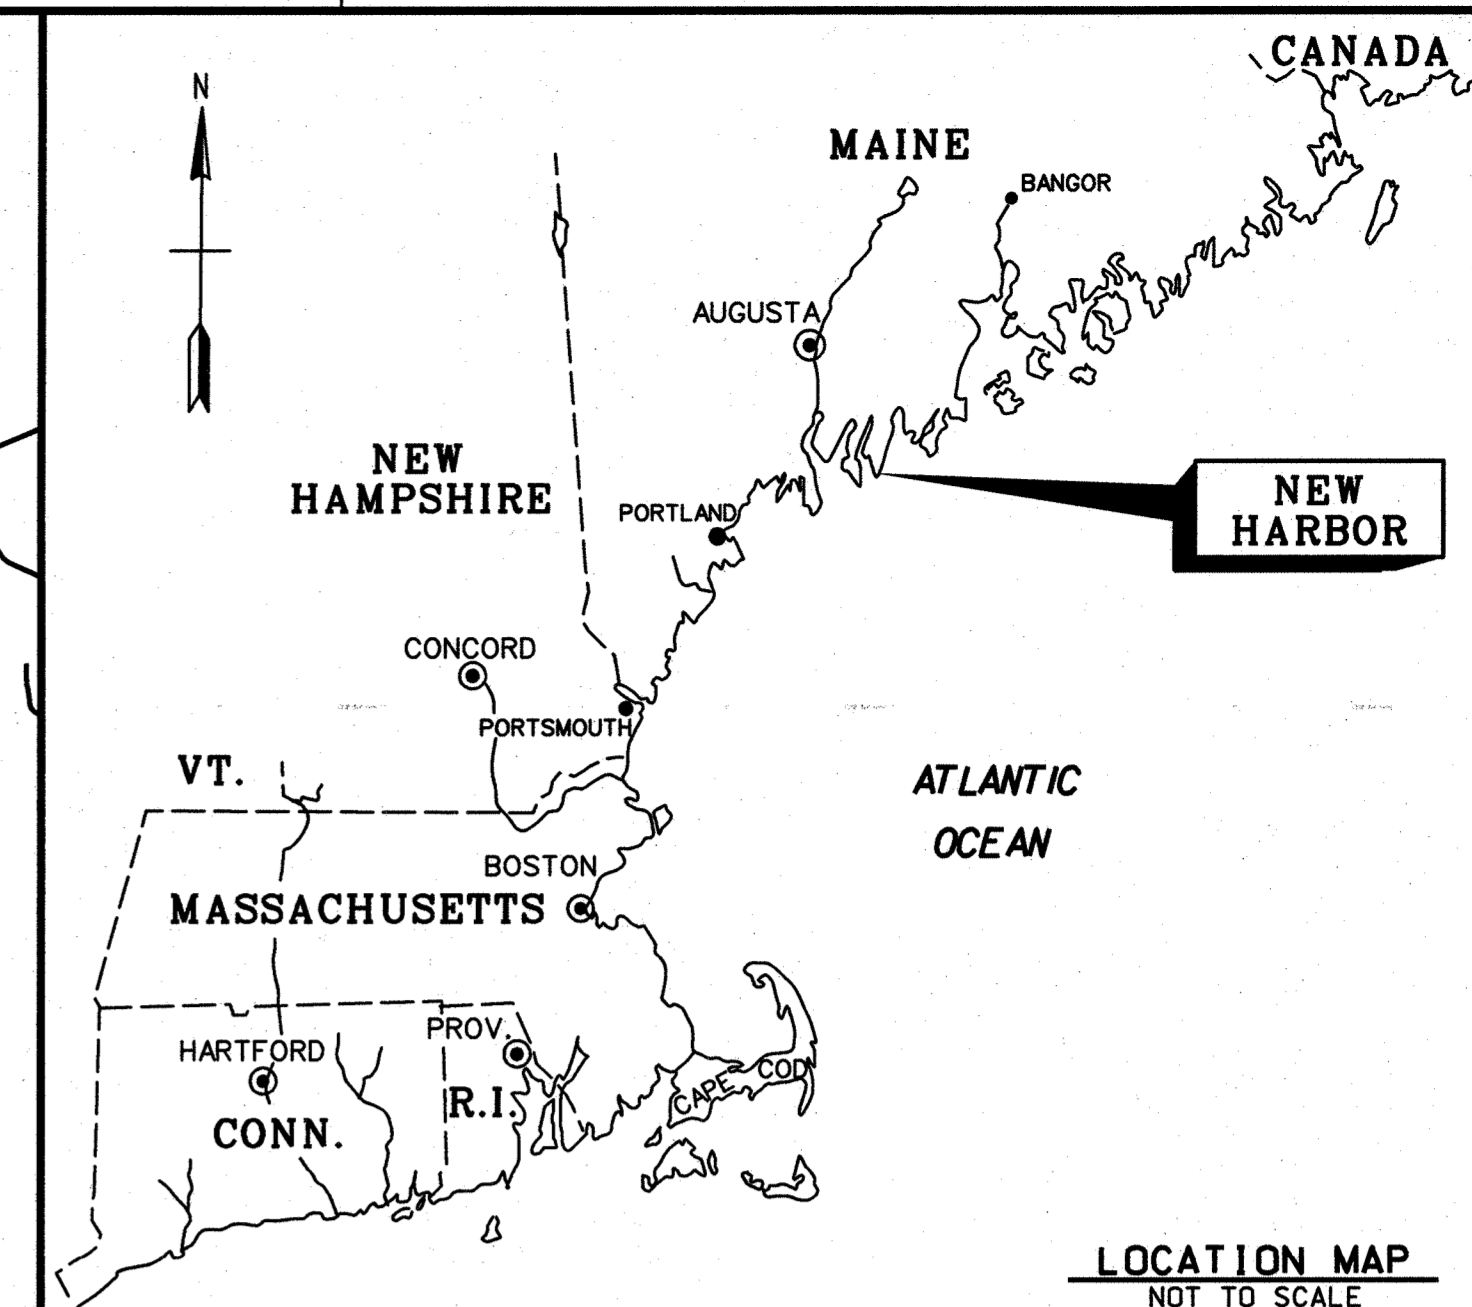 CANADA
N
MAINE
BANGOR
AUGUSTA
NEW
HAMPSHIRE
PORTLAND
NEW
HARBOR
CONCORD
PORTSMOUTH
VT.
ATLANTIC
OCEAN
BOSTON
MASSACHUSETTS
PROV.
HARTFORD
CAPE COD
R.I.
CONN.
LOCATION MAP
NOT TO SCALE